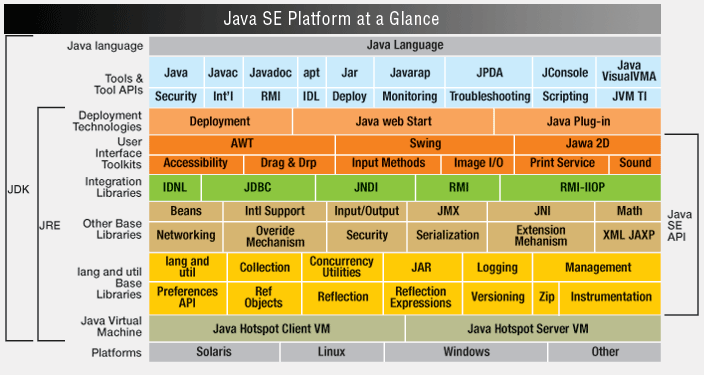 Java SE Platform at a Glance
Java language
Java Language
Tools &
Tool APIs
Java Javac Javadoc apt Jar Javarap JPDA JConsole Java VisualVMA
Security Int'l RMI IDL Deploy Monitoring Troubleshooting Scripting JVM TI
Deployment
Technologies
Deployment Java web Start Java Plug-in
User
Interface
Toolkits
AWT Swing Jawa 2D
Accessibility Drag & Drp Input Methods Image I/O Print Service Sound
Integration
Libraries
IDNL JDBC JNDI RMI RMI-IIOP
Other Base
Libraries
Beans Intl Support Input/Output JMX JNI Math
Networking Overide Mechanism Security Serialization Extension Mehanism XML JAXP
lang and util
Base
Libraries
lang and util Collection Concurrency Utilities JAR Logging Management
Preferences API Ref Objects Reflection Reflection Expressions Versioning Zip Instrumentation
Java Virtual
Machine
Java Hotspot Client VM Java Hotspot Server VM
Platforms
Solaris Linux Windows Other
JDK
JRE
Java
SE
API